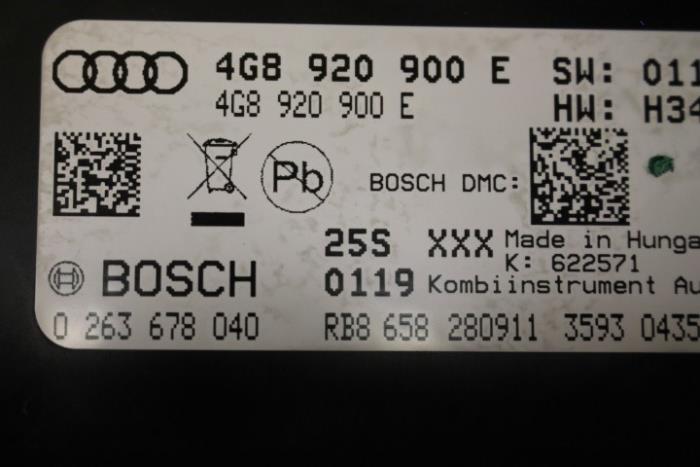 4G8 920 900 E SW: 011
4G8 920 900 E HW: H34
Pb BOSCH DMC:
25S XXX Made in Hunga
K: 622571
BOSCH 0119 Kombiinstrument Au
0 263 678 040 RB8 658 280911 3593 0435